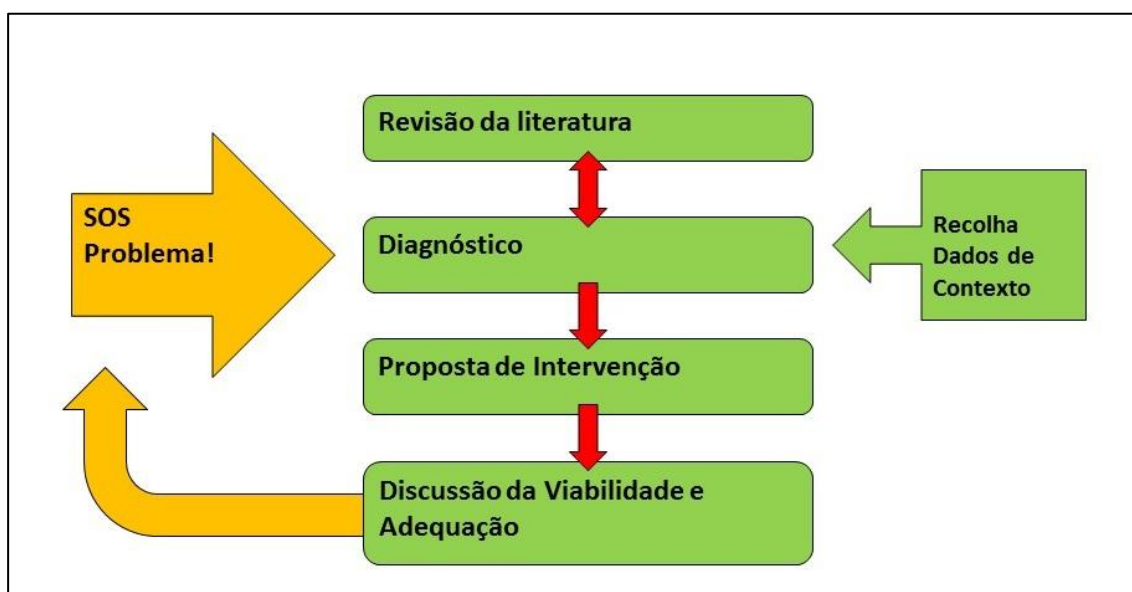 Revisão da literatura
SOS
Problema!
Diagnóstico
Recolha
Dados de
Contexto
Proposta de Intervenção
Discussão da Viabilidade e
Adequação